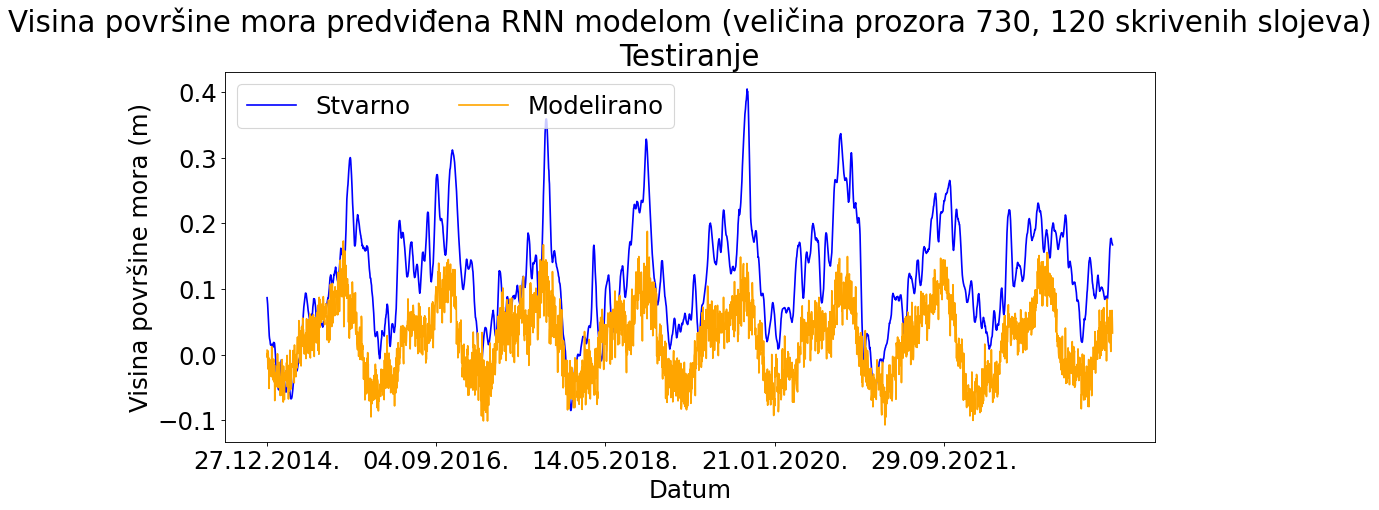 Visina površine mora predviđena RNN modelom (veličina prozora 730, 120 skrivenih slojeva)
Testiranje
Stvarno Modelirano
Visina površine mora (m)
0.4
0.3
0.2
0.1
0.0
−0.1
27.12.2014. 04.09.2016. 14.05.2018. 21.01.2020. 29.09.2021.
Datum